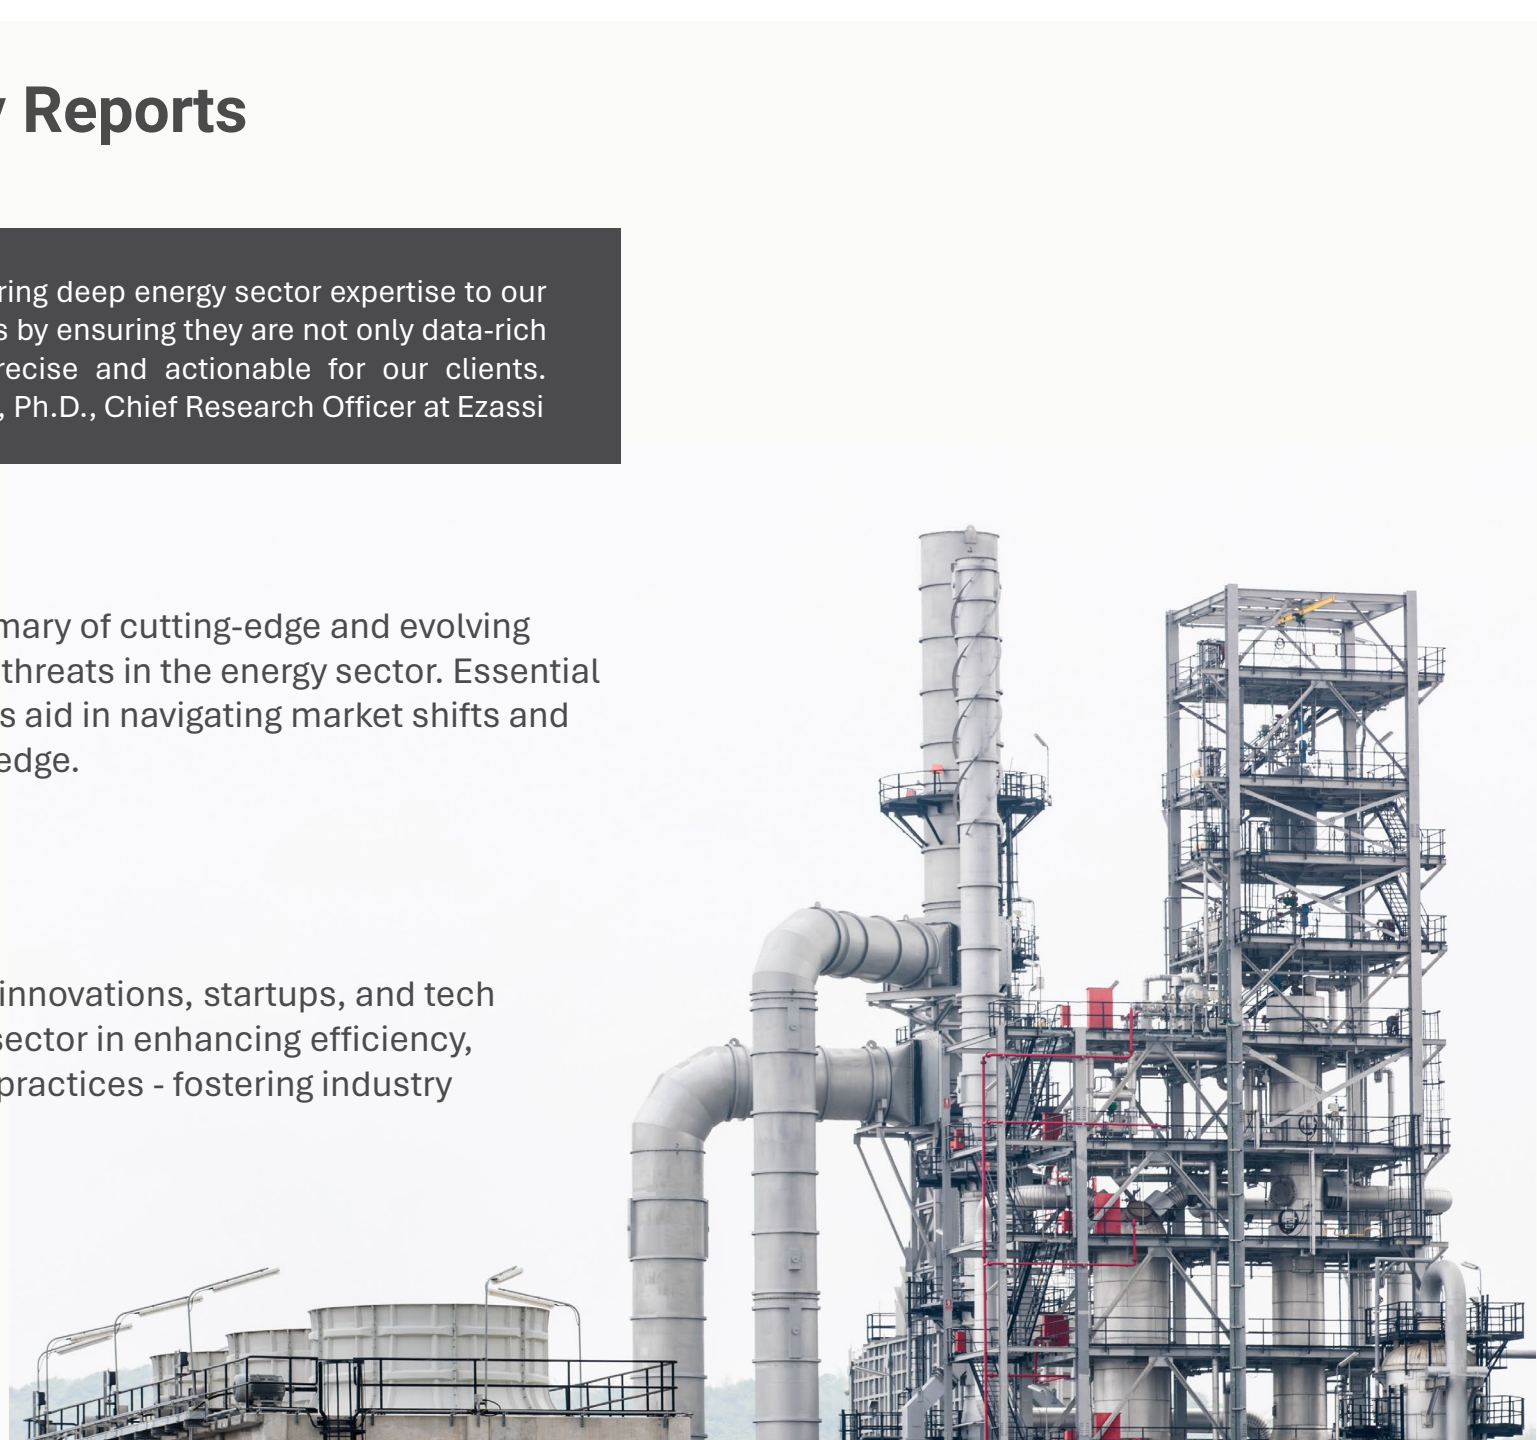 Reports
ring deep energy sector expertise to our
s by ensuring they are not only data-rich
recise and actionable for our clients.
, Ph.D., Chief Research Officer at Ezassi
mary of cutting-edge and evolving
threats in the energy sector. Essential
s aid in navigating market shifts and
edge.
innovations, startups, and tech
sector in enhancing efficiency,
practices - fostering industry